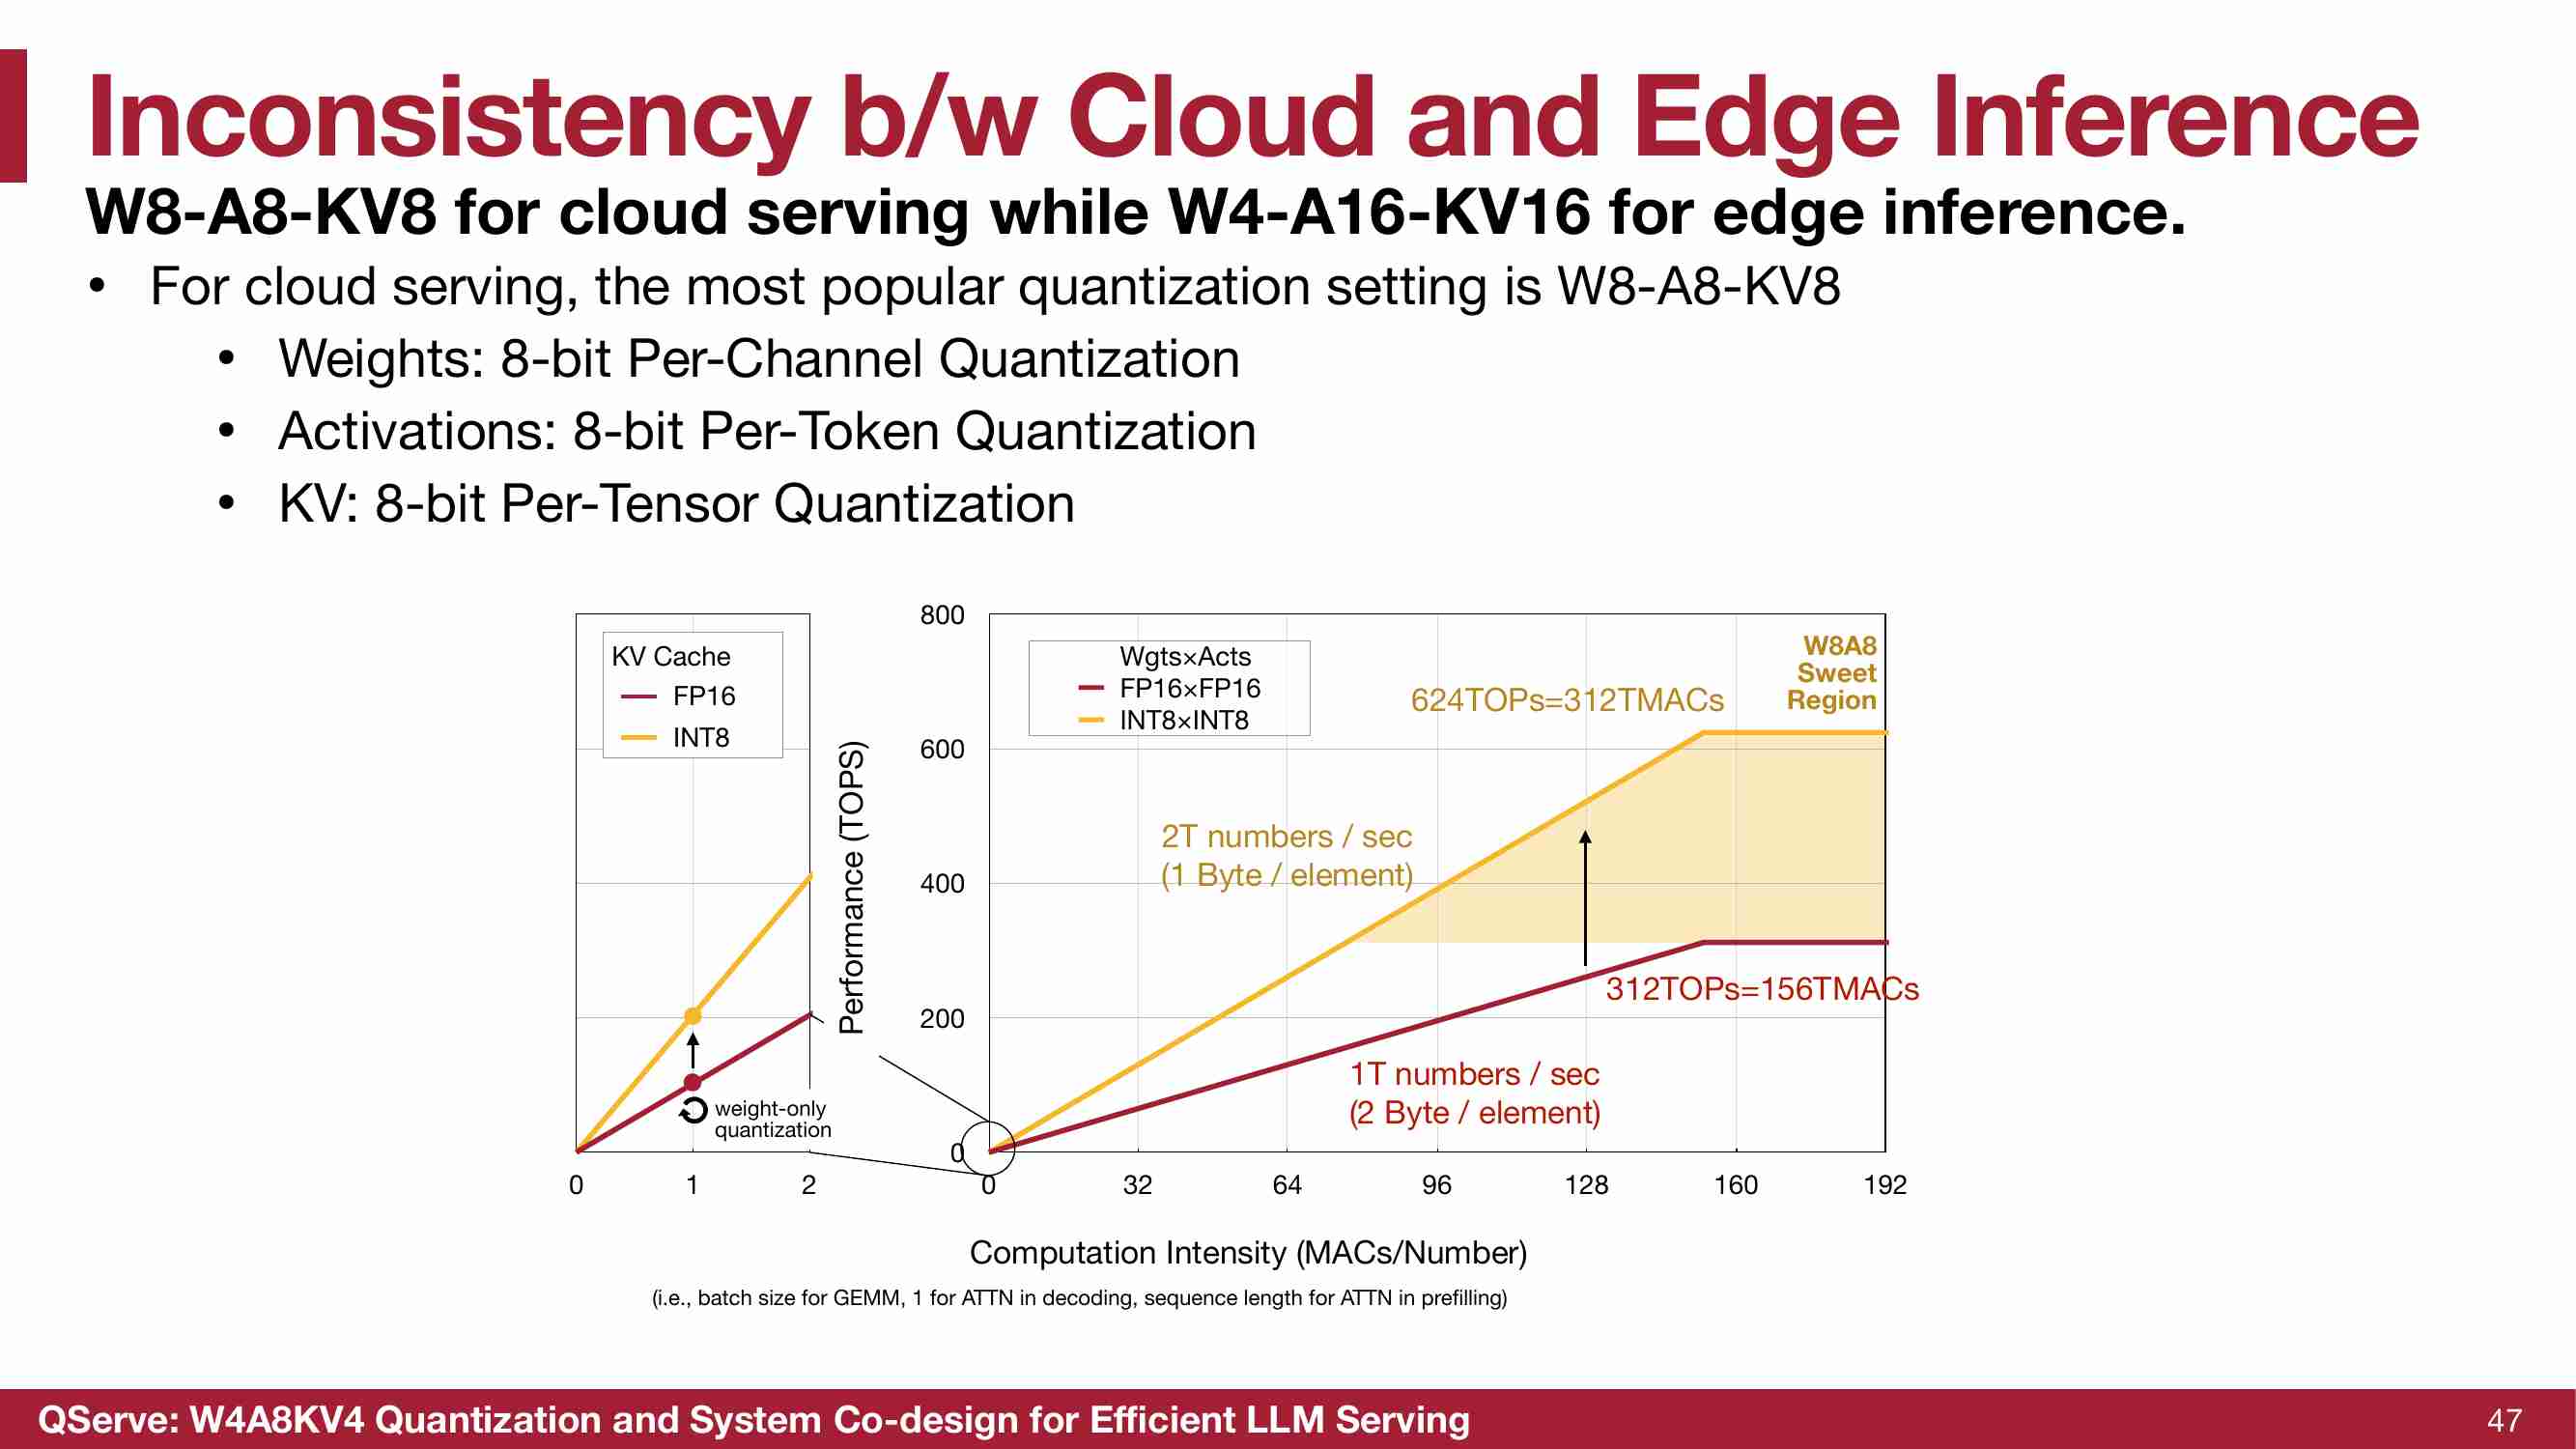 Inconsistency b/w Cloud and Edge Inference
W8-A8-KV8 for cloud serving while W4-A16-KV16 for edge inference.
• For cloud serving, the most popular quantization setting is W8-A8-KV8
• Weights: 8-bit Per-Channel Quantization
• Activations: 8-bit Per-Token Quantization
• KV: 8-bit Per-Tensor Quantization
KV Cache
FP16
INT8
weight-only
quantization
0 1 2
Performance (TOPS)
800
600
400
200
0
Wgts×Acts
FP16×FP16
INT8×INT8
624TOPs=312TMACs
W8A8
Sweet
Region
2T numbers / sec
(1 Byte / element)
312TOPs=156TMACs
1T numbers / sec
(2 Byte / element)
0 32 64 96 128 160 192
Computation Intensity (MACs/Number)
(i.e., batch size for GEMM, 1 for ATTN in decoding, sequence length for ATTN in prefilling)
QServe: W4A8KV4 Quantization and System Co-design for Efficient LLM Serving
47